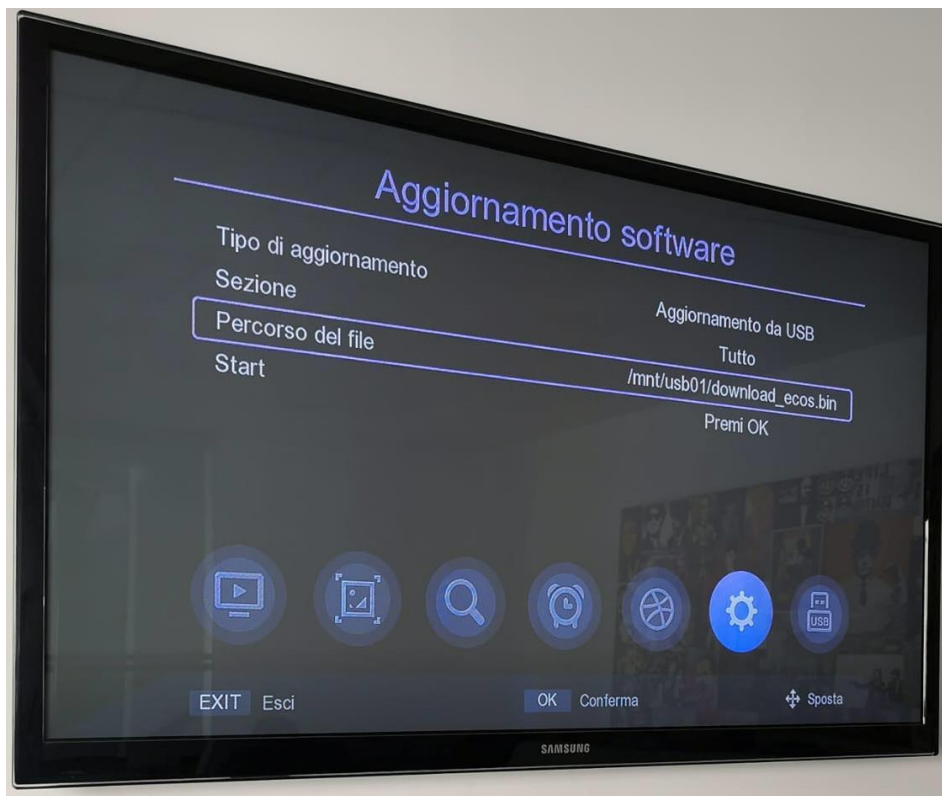 Aggiornamento software
Tipo di aggiornamento Aggiornamento da USB
Sezione Tutto
Percorso del file /mnt/usb01/download_ecos.bin
Start Premi OK
USB
EXIT Esci OK Conferma Sposta
SAMSUNG